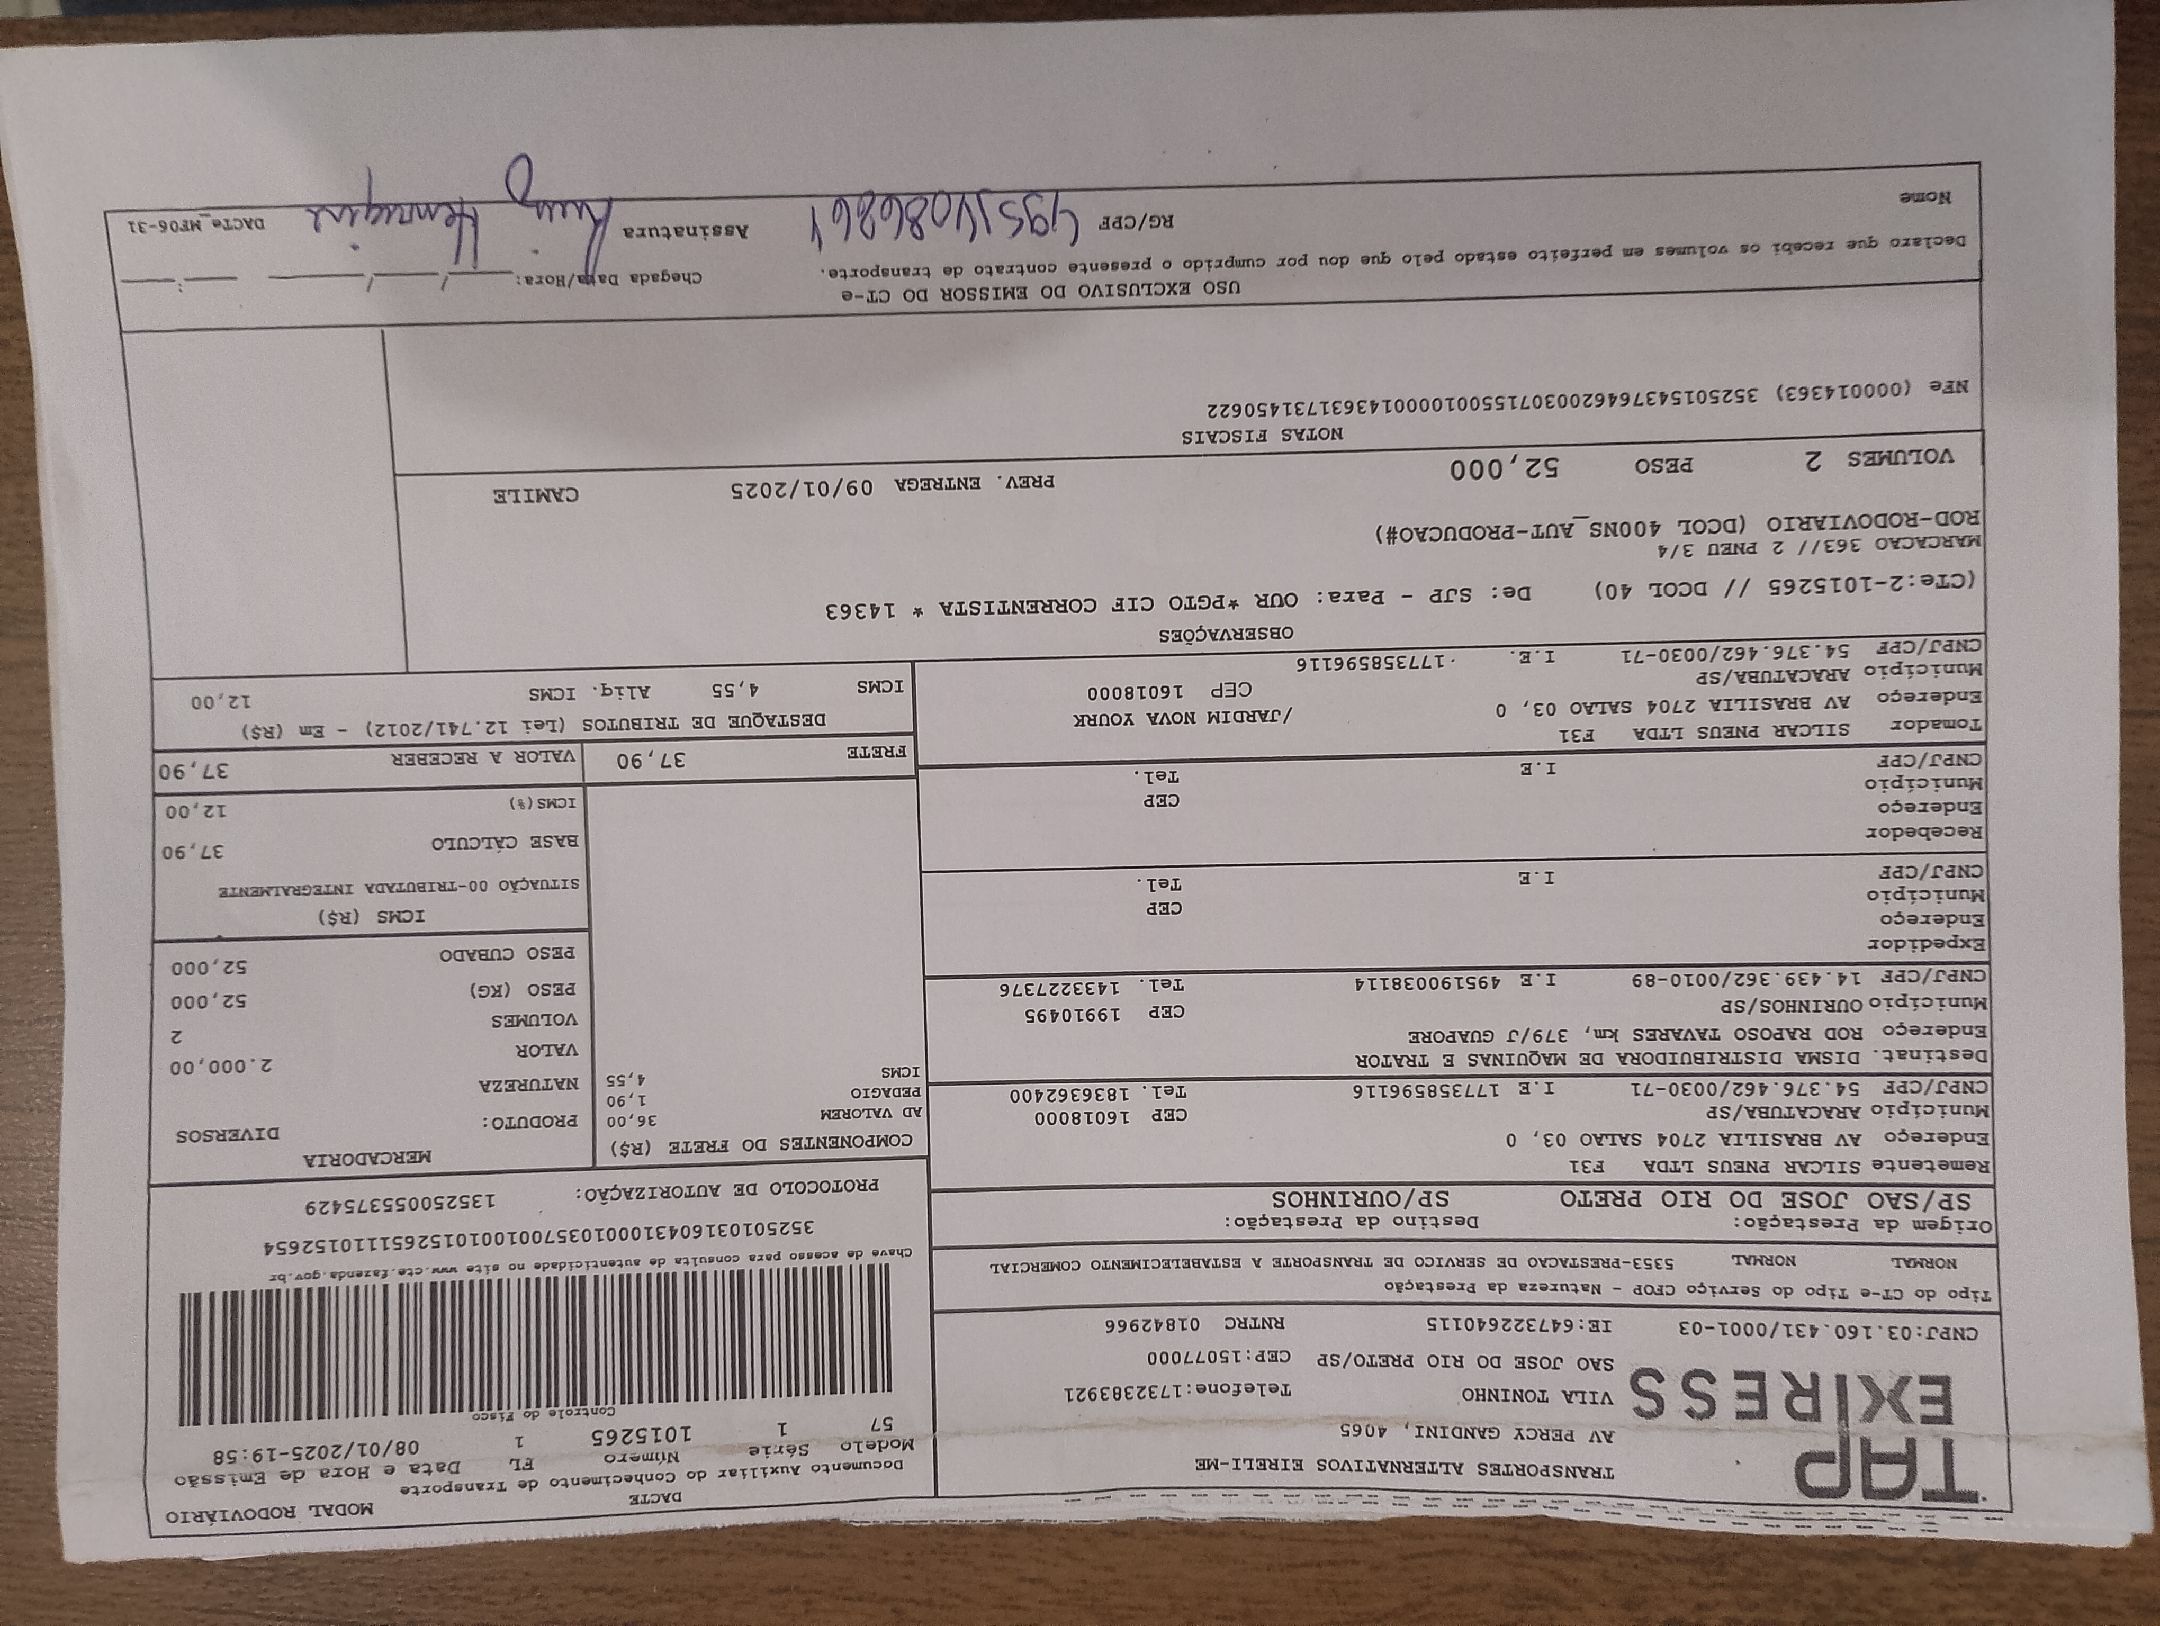 TAP
EXPRESS
TRANSPORTES ALTERNATIVOS EIRELI-ME
AV PERCY GANDINI, 4065
VILA TONINHO Telefone:1732383921
SAO JOSE DO RIO PRETO/SP CEP:15077000
CNPJ:03.160.431/0001-03 IE:647322640115 RNTRC 01842966
DACTE MODAL RODOVIÁRIO
Documento Auxiliar do Conhecimento de Transporte
Modelo Série Número FL Data e Hora de Emissão
57 1 1015265 1 08/01/2025-19:58
Controle do Fisco
Chave de acesso para consulta de autenticidade no site www.cte.fazenda.gov.br
35250103160431000103570010010152651111015265 4
PROTOCOLO DE AUTORIZAÇÃO: 135250055375429
Tipo do CT-e Tipo do Serviço CFOP - Natureza da Prestação
NORMAL NORMAL 5353-PRESTACAO DE SERVICO DE TRANSPORTE A ESTABELECIMENTO COMERCIAL
Origem da Prestação: Destino da Prestação:
SP/SAO JOSE DO RIO PRETO SP/OURINHOS
Remetente SILCAR PNEUS LTDA F31
Endereço AV BRASILIA 2704 SALAO 03, 0
Município ARACATUBA/SP CEP 16018000
CNPJ/CPF 54.376.462/0030-71 I.E 177358596116 Tel. 1836362400
Destinat. DISMA DISTRIBUIDORA DE MAQUINAS E TRATOR
Endereço ROD RAPOSO TAVARES km, 379/J GUAPORE
Município OURINHOS/SP CEP 19910495
CNPJ/CPF 14.439.362/0010-89 I.E 495190038114 Tel. 1433227376
Expedidor
Endereço
Município CEP
CNPJ/CPF I.E Tel.
Recebedor
Endereço
Município CEP
CNPJ/CPF I.E Tel.
Tomador SILCAR PNEUS LTDA F31
Endereço AV BRASILIA 2704 SALAO 03, 0 /JARDIM NOVA YOURK
Município ARACATUBA/SP CEP 16018000
CNPJ/CPF 54.376.462/0030-71 I.E. 177358596116
COMPONENTES DO FRETE (R$)
AD VALOREM 36,00
PEDAGIO 1,90
ICMS 4,55
MERCADORIA
PRODUTO: DIVERSOS
NATUREZA
VALOR 2.000,00
VOLUMES 2
PESO (KG) 52,000
PESO CUBADO 52,000
ICMS (R$)
SITUAÇÃO 00-TRIBUTADA INTEGRALMENTE
BASE CÁLCULO 37,90
ICMS(%) 12,00
FRETE 37,90 VALOR A RECEBER 37,90
DESTAQUE DE TRIBUTOS (Lei 12.741/2012) - Em (R$)
ICMS 4,55 Aliq. ICMS 12,00
OBSERVAÇÕES
(CTe:2-1015265 // DCOL 40) De: SJP - Para: OUR *PGTO CIF CORRENTISTA * 14363
MARCACAO 363// 2 PNEU 3/4
ROD-RODOVIARIO (DCOL 400NS_AUT-PRODUCAO#)
VOLUMES 2 PESO 52,000 PREV. ENTREGA 09/01/2025 CAMILE
NOTAS FISCAIS
NFe (000014363) 35250154376462003071550010000143631731450622
USO EXCLUSIVO DO EMISSOR DO CT-e
Declaro que recebi os volumes em perfeito estado pelo que dou por cumprido o presente contrato de transporte. Chegada Data/Hora: __/__/__ __:__
Nome RG/CPF Assinatura Henrique DACTe_MF06-31